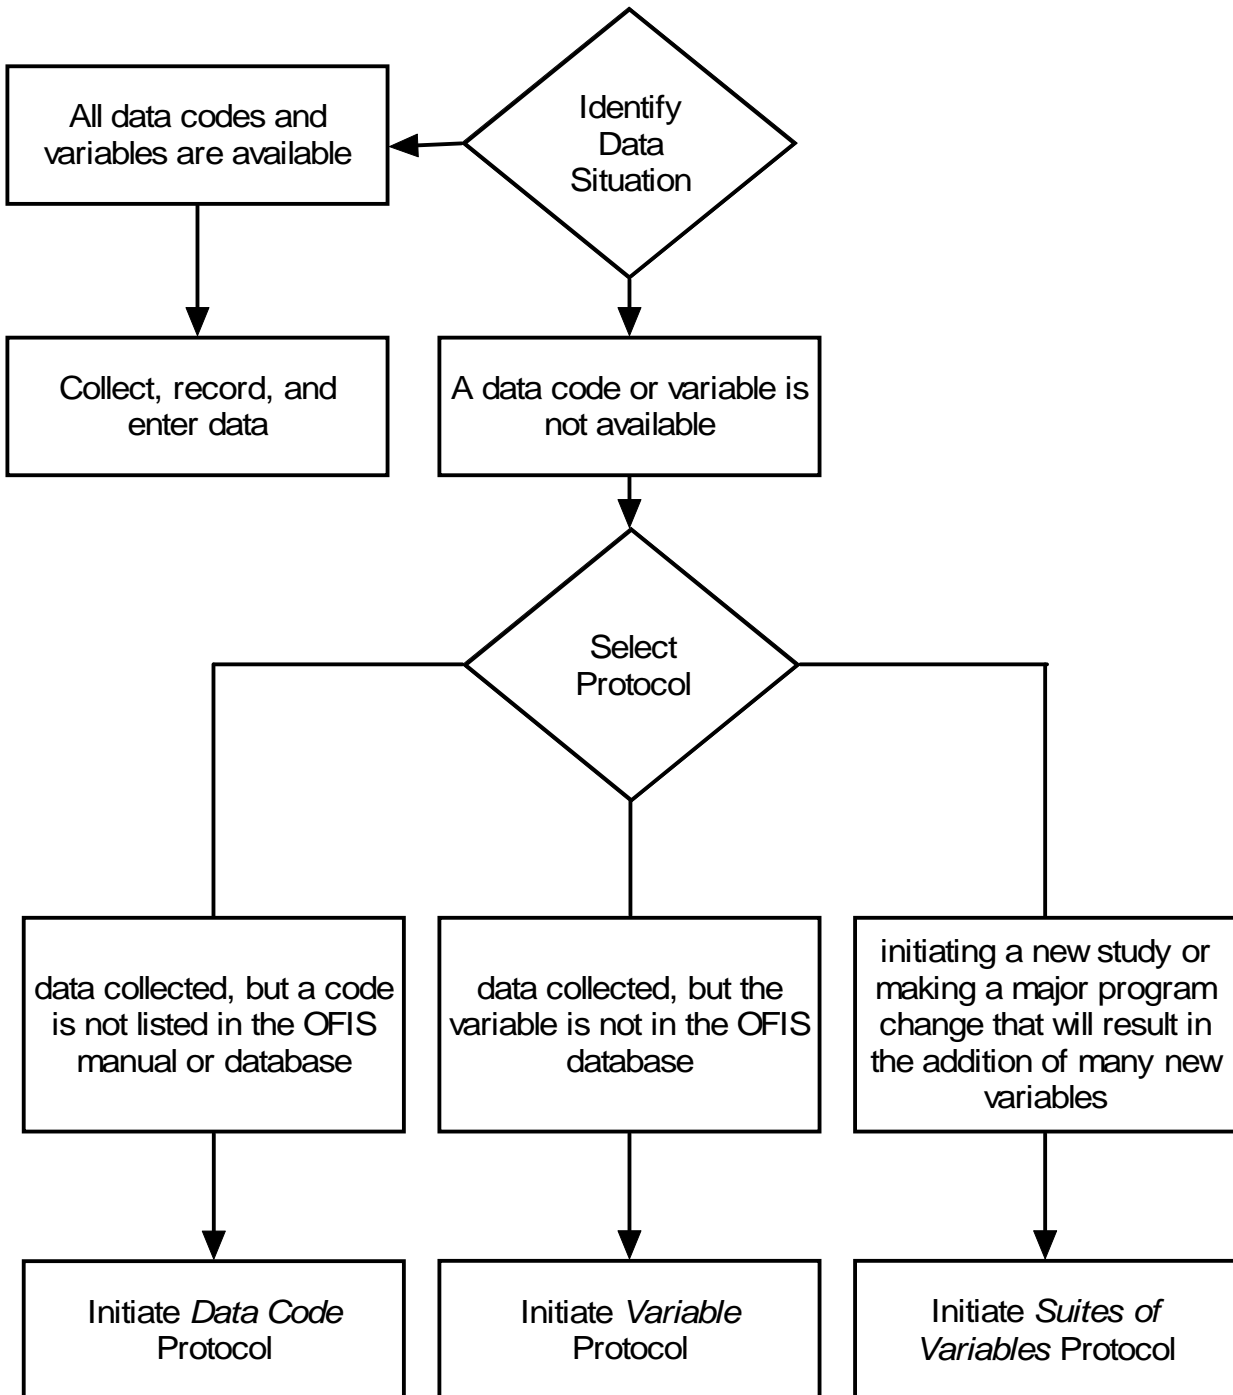 Identify
Data
Situation
All data codes and
variables are available
Collect, record, and
enter data
A data code or variable is
not available
Select
Protocol
data collected, but a code
is not listed in the OFIS
manual or database
data collected, but the
variable is not in the OFIS
database
initiating a new study or
making a major program
change that will result in
the addition of many new
variables
Initiate Data Code
Protocol
Initiate Variable
Protocol
Initiate Suites of
Variables Protocol